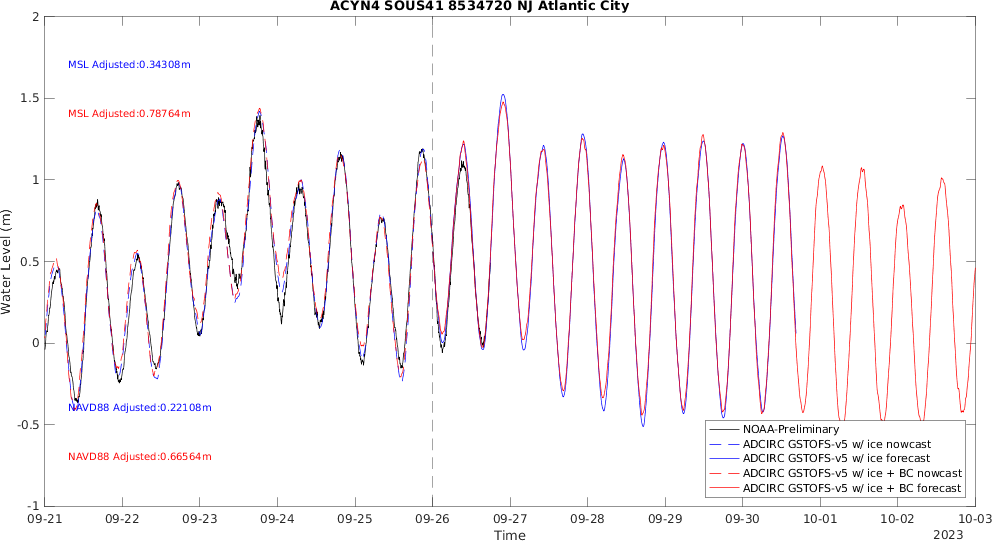 ACYN4 SOUS41 8534720 NJ Atlantic City
2
1.5
1
0.5
0
-0.5
-1
Water Level (m)
MSL Adjusted:0.34308m
MSL Adjusted:0.78764m
NAVD88 Adjusted:0.22108m
NAVD88 Adjusted:0.66564m
NOAA-Preliminary
ADCIRC GSTOFS-v5 w/ ice nowcast
ADCIRC GSTOFS-v5 w/ ice forecast
ADCIRC GSTOFS-v5 w/ ice + BC nowcast
ADCIRC GSTOFS-v5 w/ ice + BC forecast
09-21 09-22 09-23 09-24 09-25 09-26 09-27 09-28 09-29 09-30 10-01 10-02 10-03
Time
2023